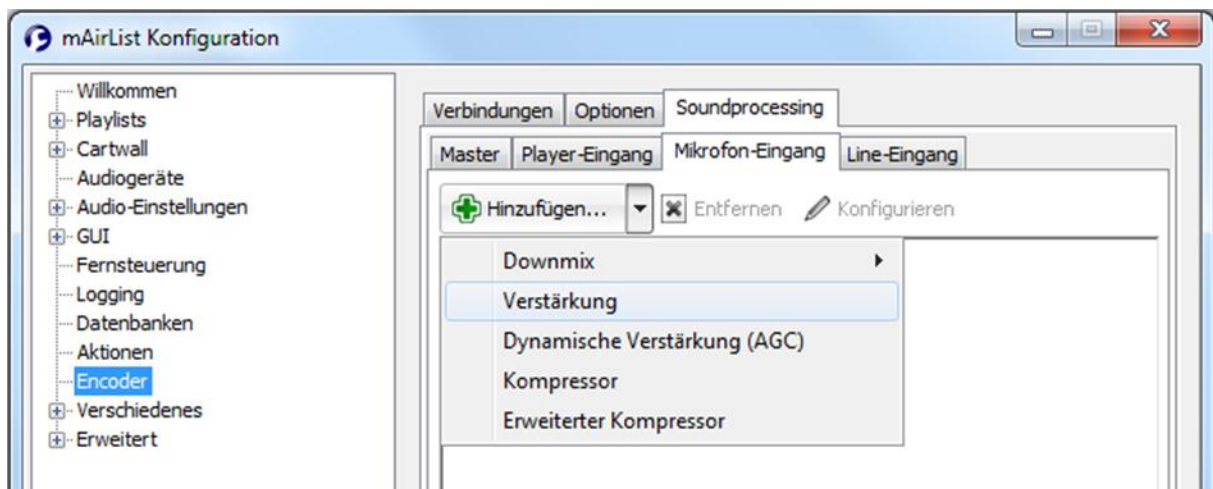 mAirList Konfiguration
Willkommen
Playlists
Cartwall
Audiogeräte
Audio-Einstellungen
GUI
Fernsteuerung
Logging
Datenbanken
Aktionen
Encoder
Verschiedenes
Erweitert
Verbindungen Optionen Soundprocessing
Master Player-Eingang Mikrofon-Eingang Line-Eingang
Hinzufügen... Entfernen Konfigurieren
Downmix
Verstärkung
Dynamische Verstärkung (AGC)
Kompressor
Erweiterter Kompressor